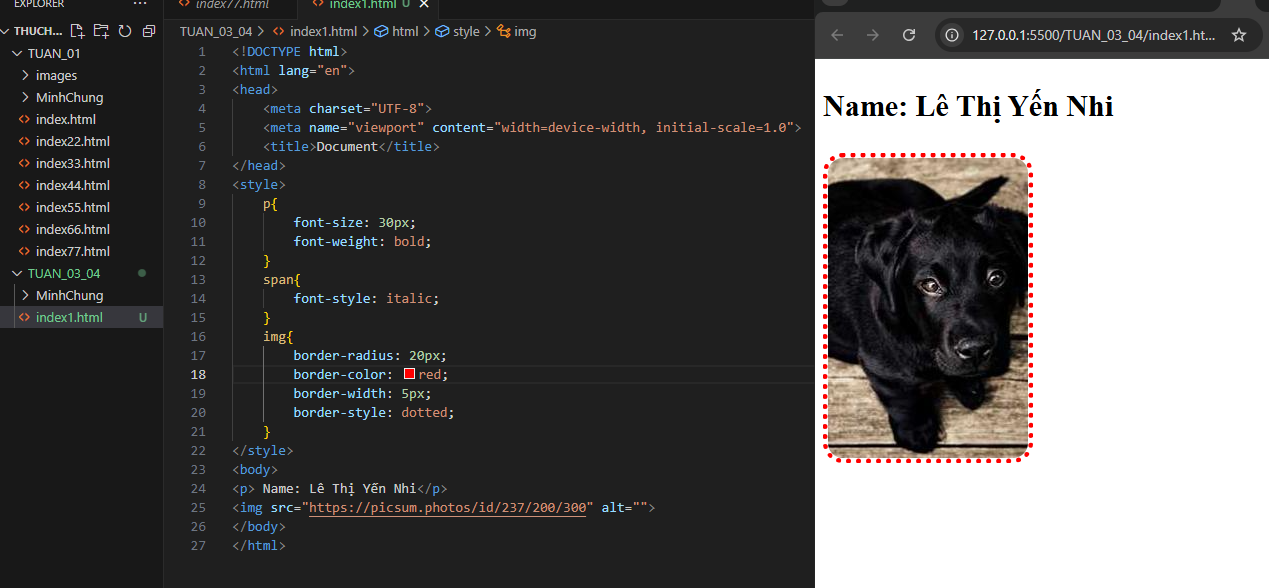 EXPLORER
THUCH...
TUAN_01
images
MinhChung
index.html
index22.html
index33.html
index44.html
index55.html
index66.html
index77.html
TUAN_03_04
MinhChung
index1.html U
index77.html index1.html U
TUAN_03_04 > index1.html > html > style > img
1 <!DOCTYPE html>
2 <html lang="en">
3 <head>
4 <meta charset="UTF-8">
5 <meta name="viewport" content="width=device-width, initial-scale=1.0">
6 <title>Document</title>
7 </head>
8 <style>
9 p{
10 font-size: 30px;
11 font-weight: bold;
12 }
13 span{
14 font-style: italic;
15 }
16 img{
17 border-radius: 20px;
18 border-color: red;
19 border-width: 5px;
20 border-style: dotted;
21 }
22 </style>
23 <body>
24 <p> Name: Lê Thị Yến Nhi</p>
25 <img src="https://picsum.photos/id/237/200/300" alt="">
26 </body>
27 </html>
127.0.0.1:5500/TUAN_03_04/index1.ht...
Name: Lê Thị Yến Nhi